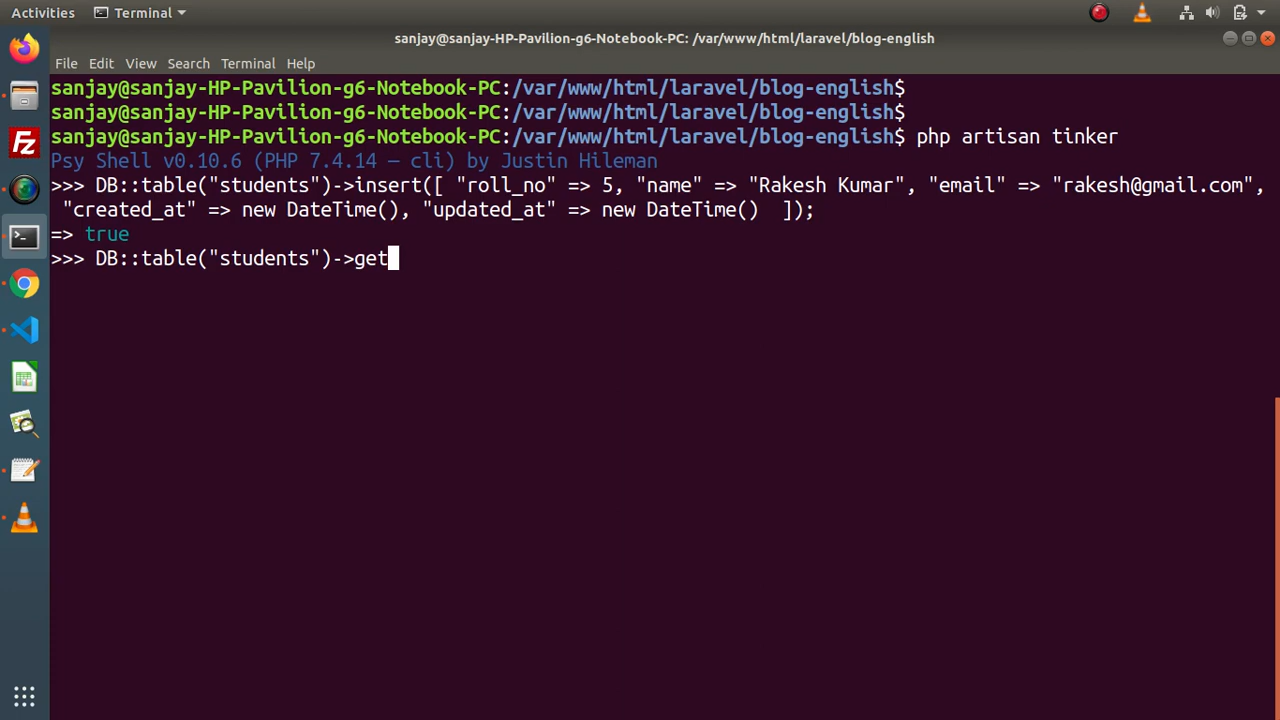 Activities Terminal
sanjay@sanjay-HP-Pavilion-g6-Notebook-PC: /var/www/html/laravel/blog-english
File Edit View Search Terminal Help
sanjay@sanjay-HP-Pavilion-g6-Notebook-PC:/var/www/html/laravel/blog-english$
sanjay@sanjay-HP-Pavilion-g6-Notebook-PC:/var/www/html/laravel/blog-english$
sanjay@sanjay-HP-Pavilion-g6-Notebook-PC:/var/www/html/laravel/blog-english$ php artisan tinker
Psy Shell v0.10.6 (PHP 7.4.14 — cli) by Justin Hileman
>>> DB::table("students")->insert([ "roll_no" => 5, "name" => "Rakesh Kumar", "email" => "rakesh@gmail.com",
"created_at" => new DateTime(), "updated_at" => new DateTime()  ]);
=> true
>>> DB::table("students")->get